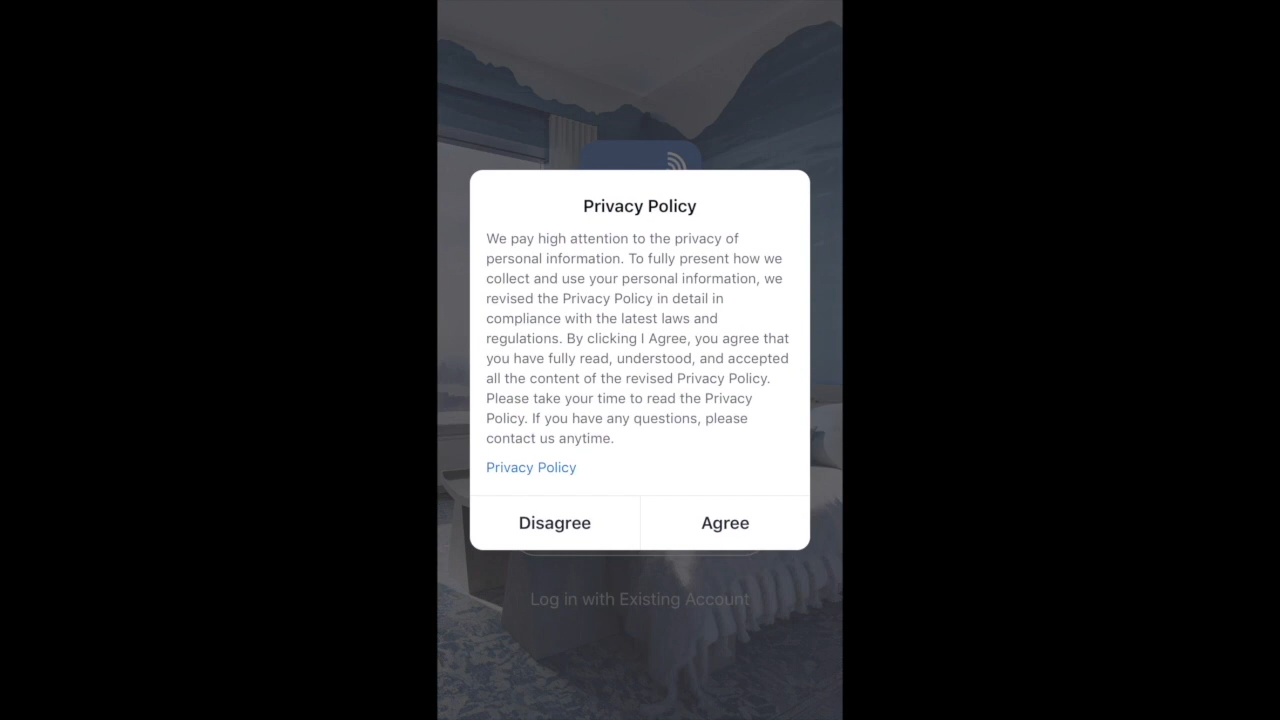 Privacy Policy
We pay high attention to the privacy of
personal information. To fully present how we
collect and use your personal information, we
revised the Privacy Policy in detail in
compliance with the latest laws and
regulations. By clicking I Agree, you agree that
you have fully read, understood, and accepted
all the content of the revised Privacy Policy.
Please take your time to read the Privacy
Policy. If you have any questions, please
contact us anytime.
Privacy Policy
Disagree Agree
Log in with Existing Account